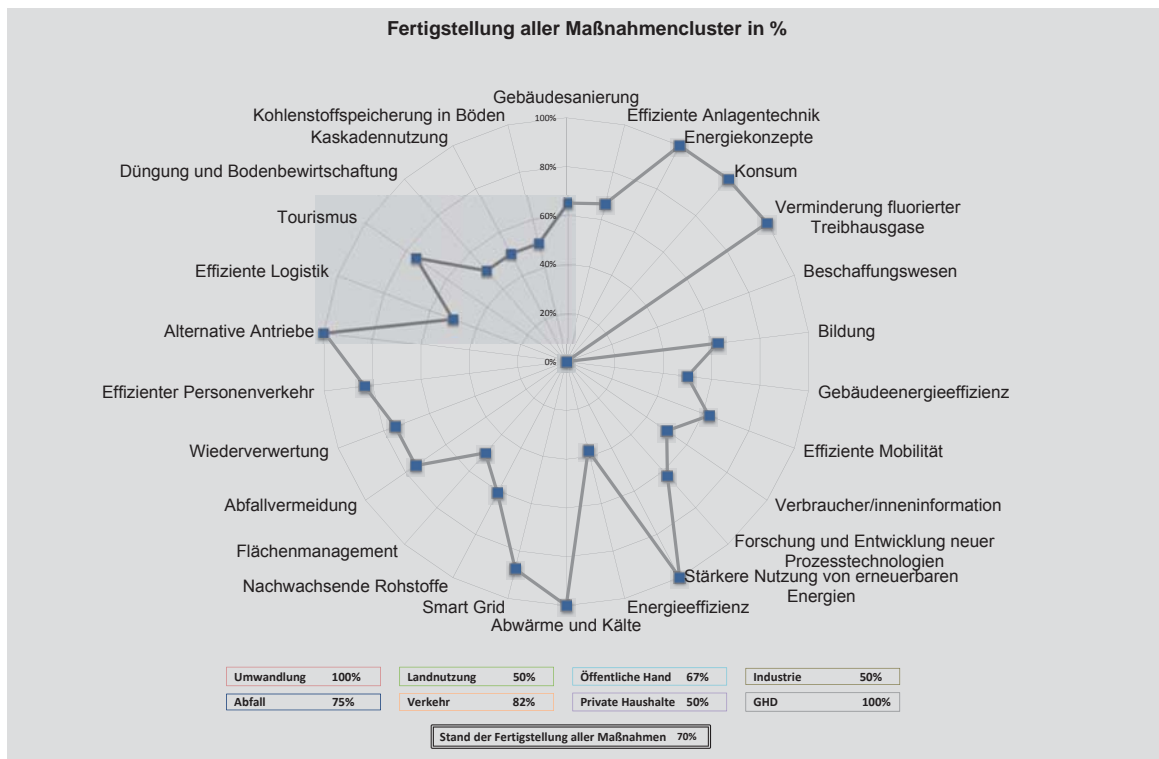 Fertigstellung aller Maßnahmencluster in %
Gebäudesanierung
Effiziente Anlagentechnik
Energiekonzepte
Konsum
Verminderung fluorierter
Treibhausgase
Beschaffungswesen
Bildung
Gebäudeenergieeffizienz
Effiziente Mobilität
Verbraucher/inneninformation
Forschung und Entwicklung neuer
Prozesstechnologien
Stärkere Nutzung von erneuerbaren
Energien
Energieeffizienz
Abwärme und Kälte
Smart Grid
Nachwachsende Rohstoffe
Flächenmanagement
Abfallvermeidung
Wiederverwertung
Effizienter Personenverkehr
Alternative Antriebe
Effiziente Logistik
Tourismus
Düngung und Bodenbewirtschaftung
Kaskadennutzung
Kohlenstoffspeicherung in Böden
100%
80%
60%
40%
20%
0%
Umwandlung 100%
Landnutzung 50%
Öffentliche Hand 67%
Industrie 50%
Abfall 75%
Verkehr 82%
Private Haushalte 50%
GHD 100%
Stand der Fertigstellung aller Maßnahmen 70%